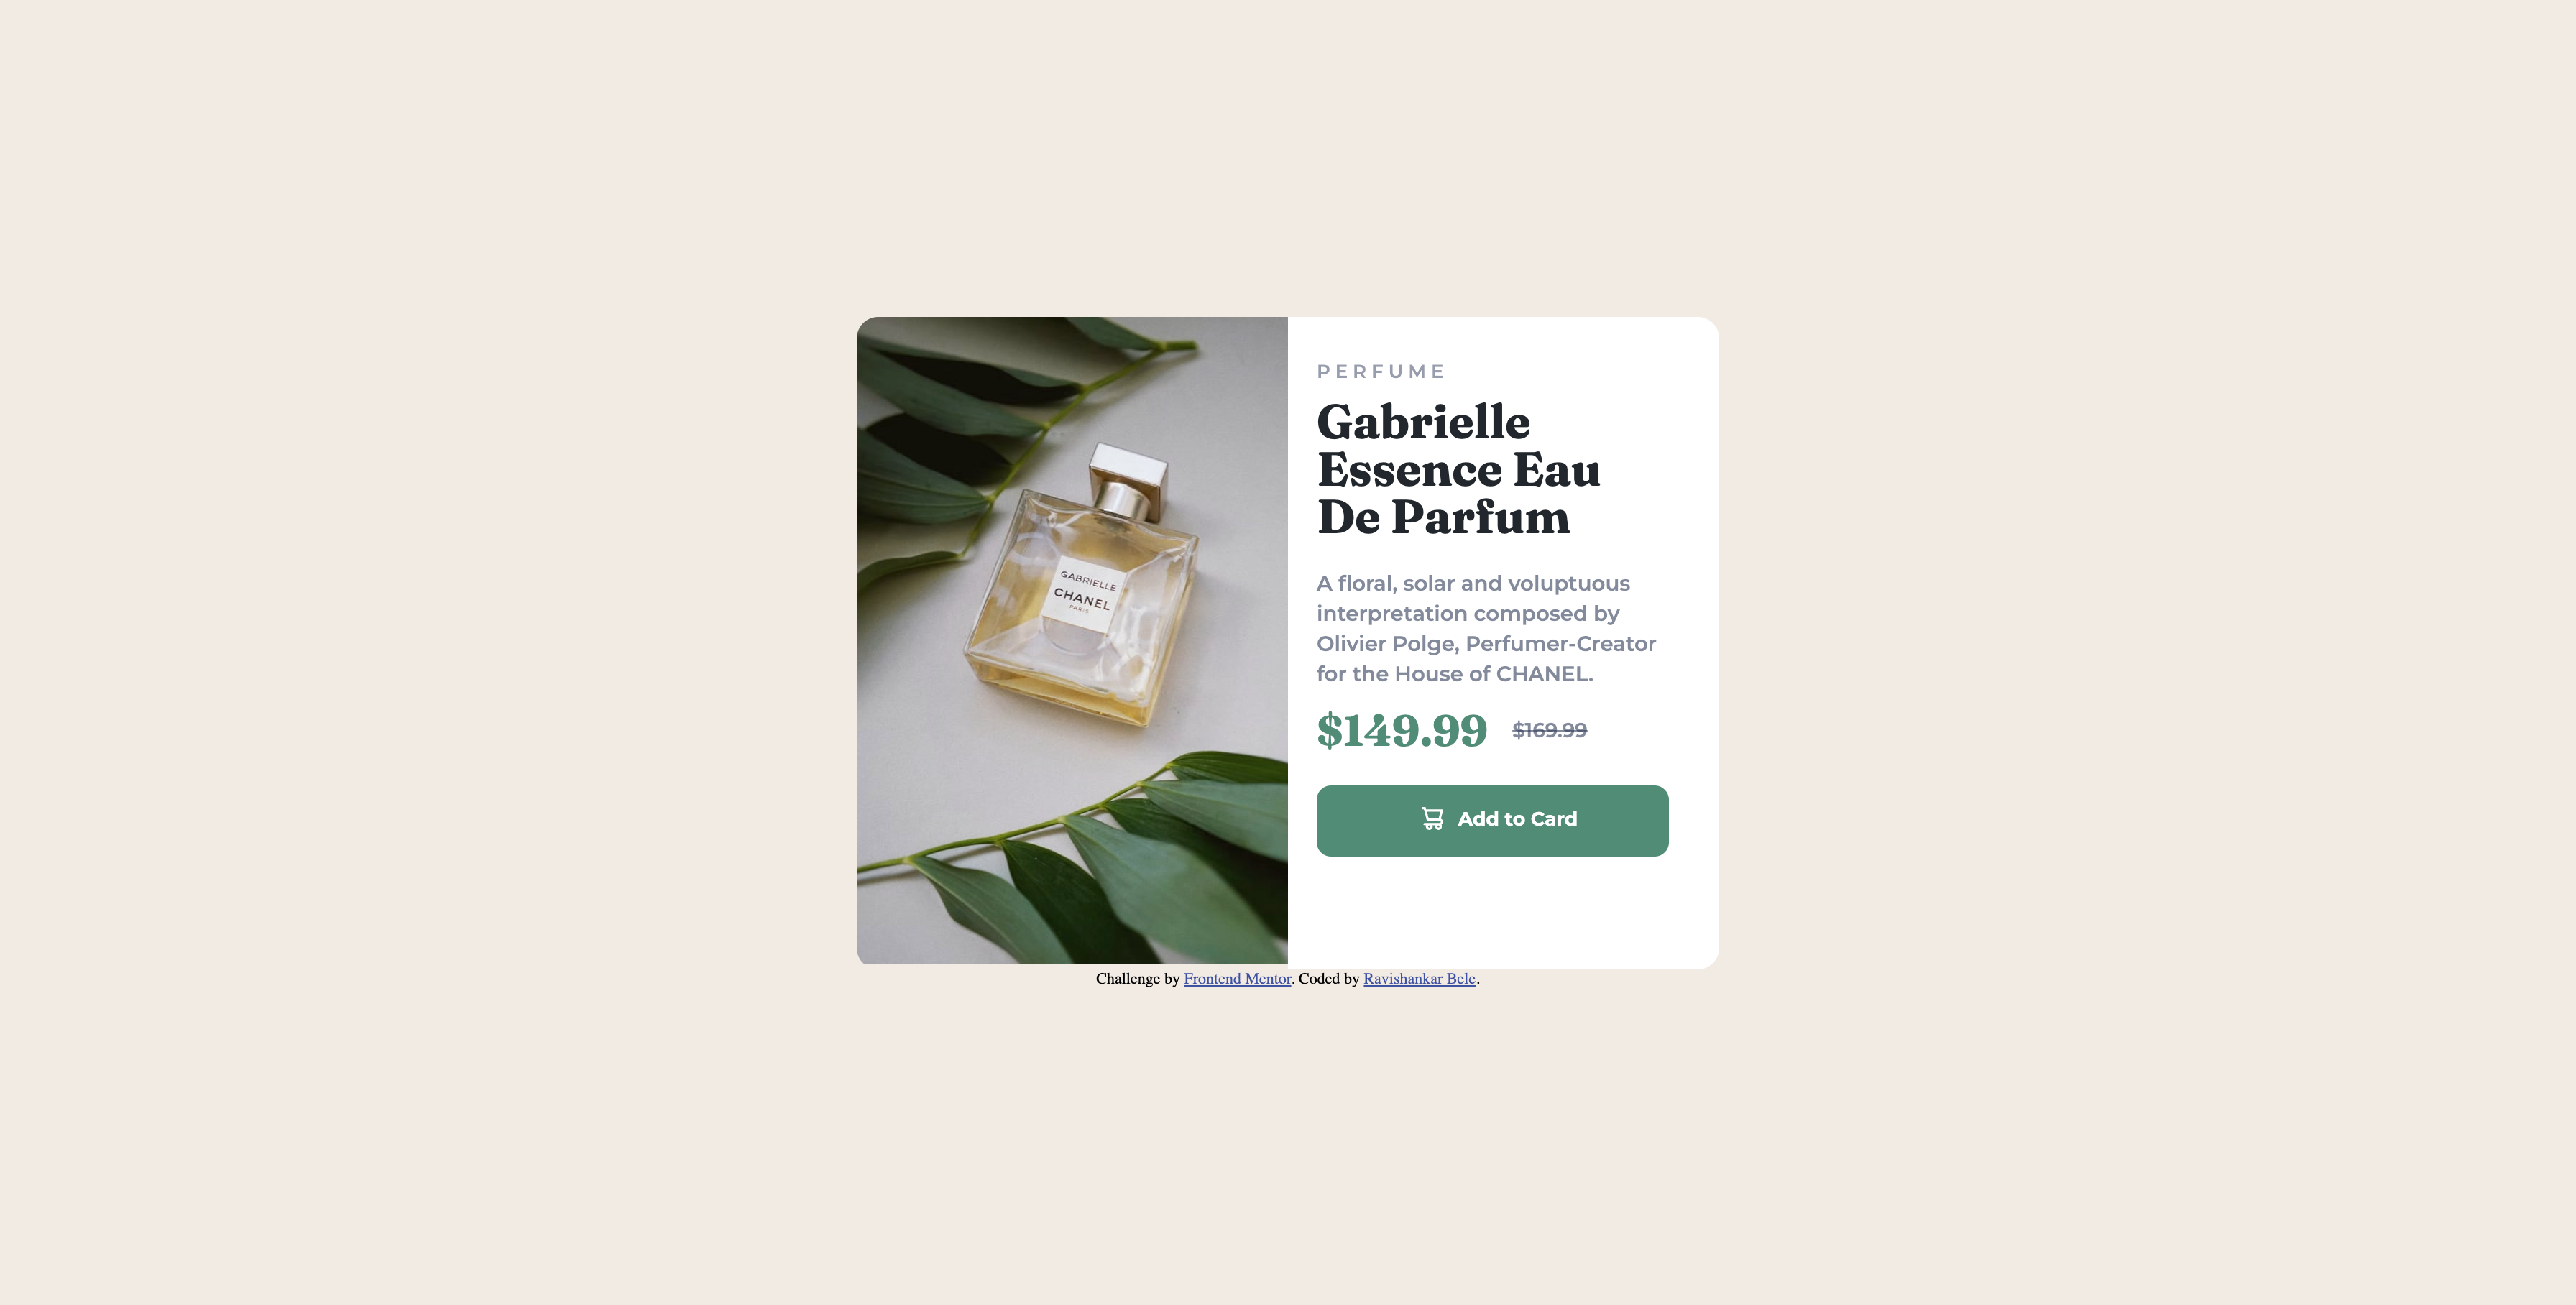 PERFUME
Gabrielle
Essence Eau
De Parfum
A floral, solar and voluptuous
interpretation composed by
Olivier Polge, Perfumer-Creator
for the House of CHANEL.
$149.99 $169.99
Add to Card
GABRIELLE
CHANEL
PARIS
Challenge by Frontend Mentor. Coded by Ravishankar Bele.